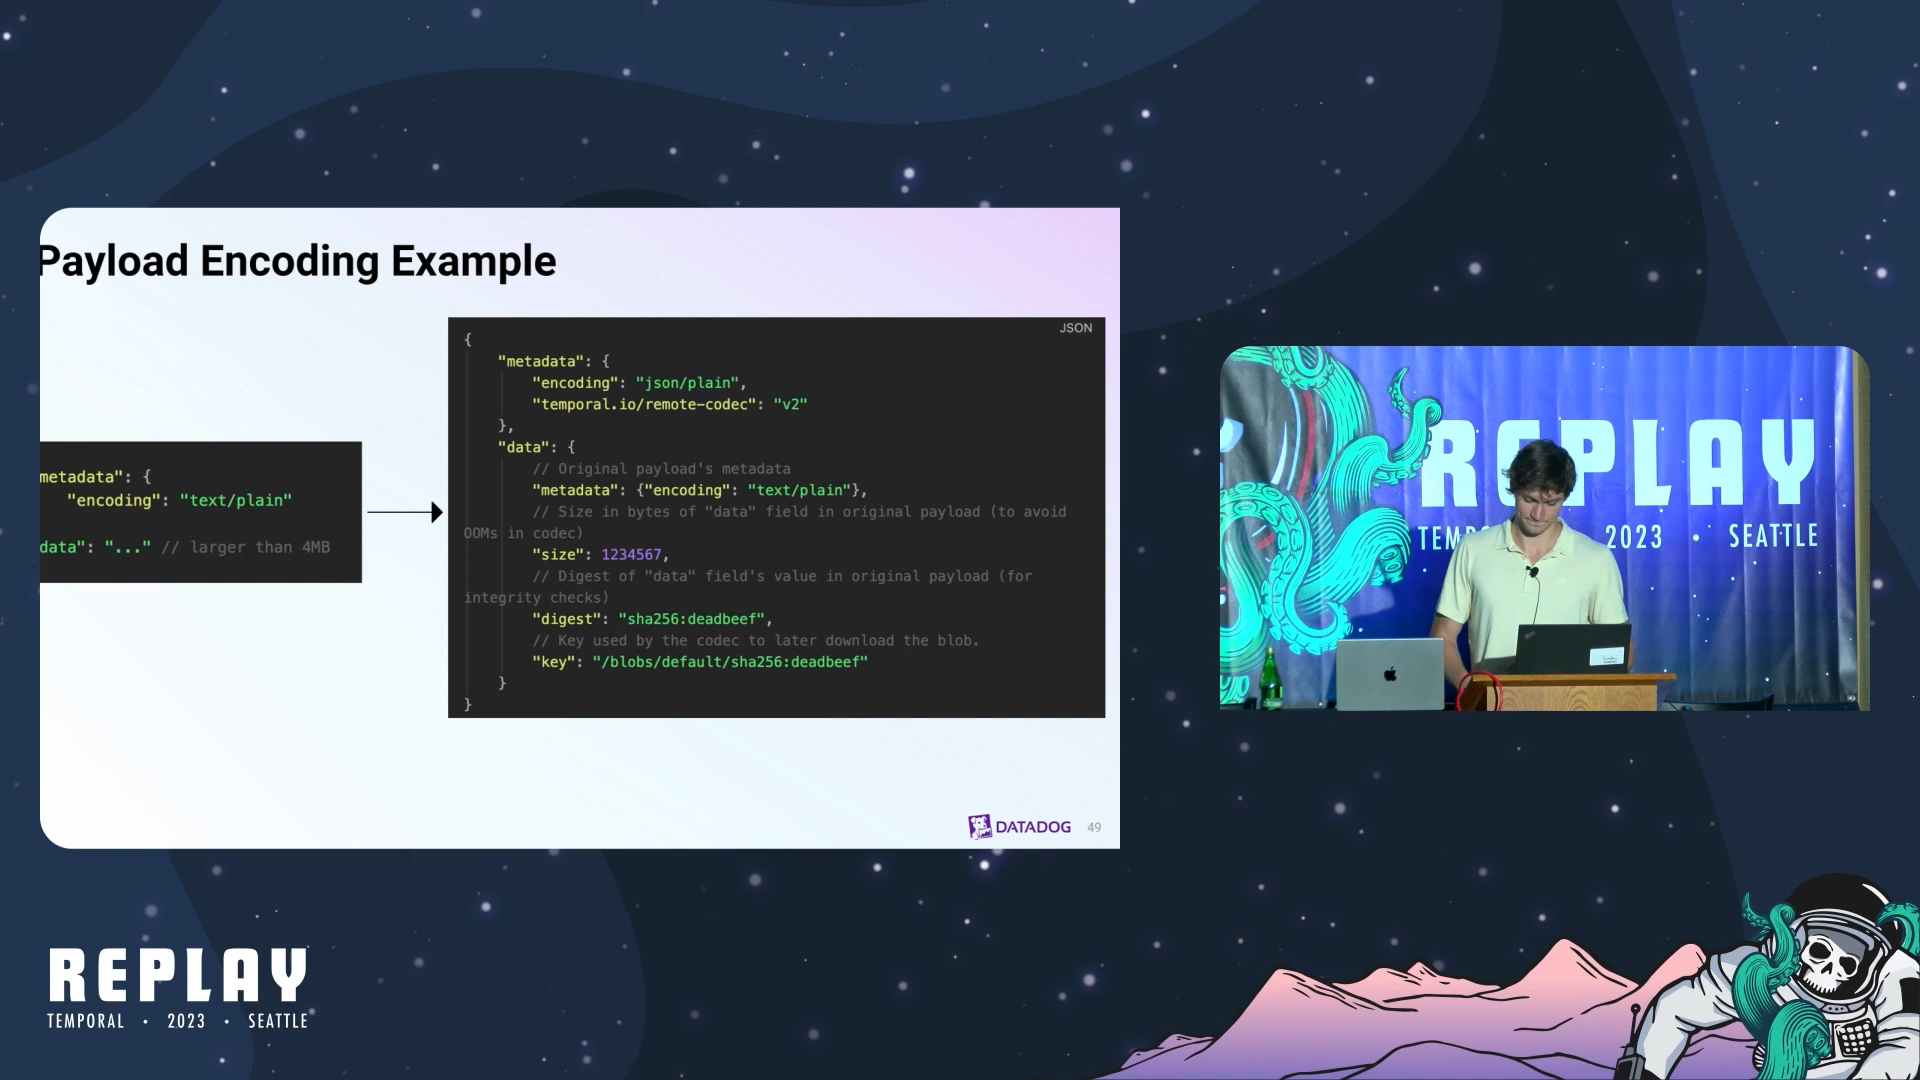 Payload Encoding Example
metadata": {
"encoding": "text/plain"
data": "..." // larger than 4MB
JSON
{
"metadata": {
"encoding": "json/plain",
"temporal.io/remote-codec": "v2"
},
"data": {
// Original payload's metadata
"metadata": {"encoding": "text/plain"},
// Size in bytes of "data" field in original payload (to avoid
OOMs in codec)
"size": 1234567,
// Digest of "data" field's value in original payload (for
integrity checks)
"digest": "sha256:deadbeef",
// Key used by the codec to later download the blob.
"key": "/blobs/default/sha256:deadbeef"
}
}
DATADOG 49
REPLAY
TEMPO 2023 • SEATTLE
REPLAY
TEMPORAL • 2023 • SEATTLE